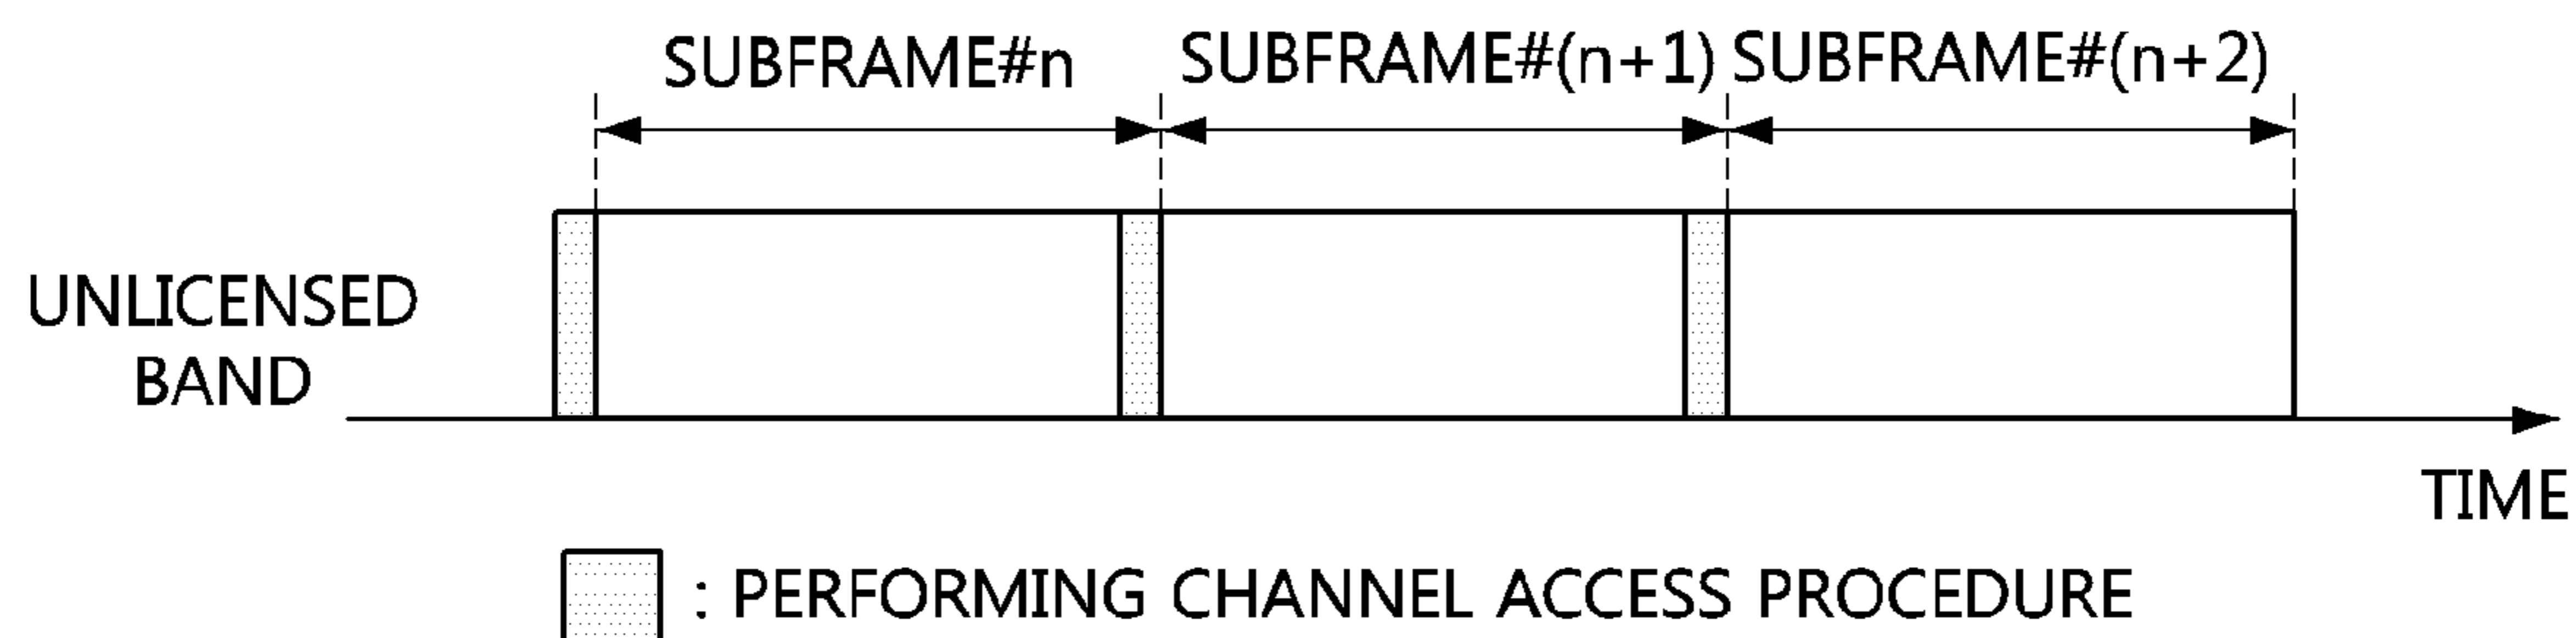 SUBFRAME#n SUBFRAME#(n+1) SUBFRAME#(n+2)
UNLICENSED
BAND
TIME
: PERFORMING CHANNEL ACCESS PROCEDURE